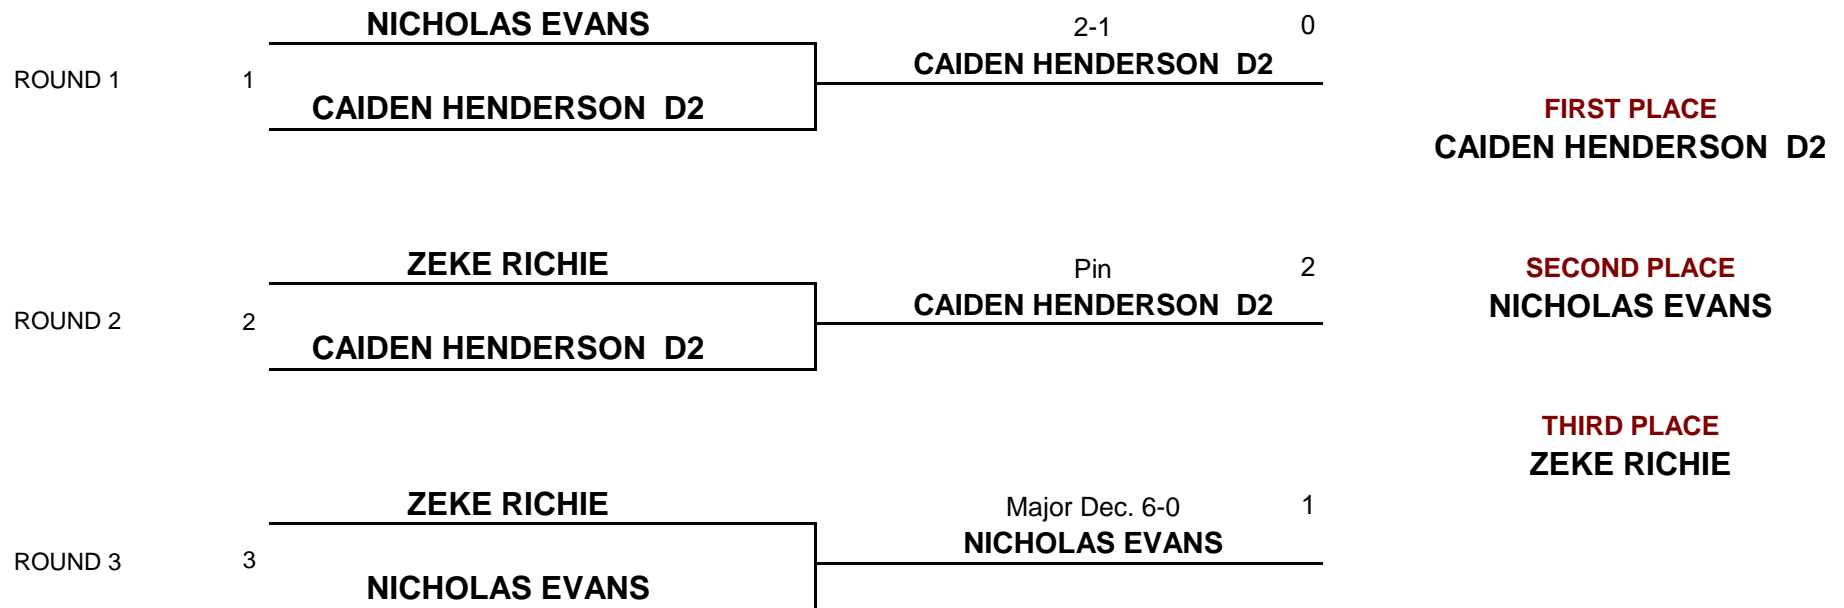 NICHOLAS EVANS
2-1 0
CAIDEN HENDERSON D2
ROUND 1 1
CAIDEN HENDERSON D2
FIRST PLACE
CAIDEN HENDERSON D2
ZEKE RICHIE
Pin 2
SECOND PLACE
CAIDEN HENDERSON D2
NICHOLAS EVANS
ROUND 2 2
CAIDEN HENDERSON D2
THIRD PLACE
ZEKE RICHIE
ZEKE RICHIE
Major Dec. 6-0 1
NICHOLAS EVANS
ROUND 3 3
NICHOLAS EVANS